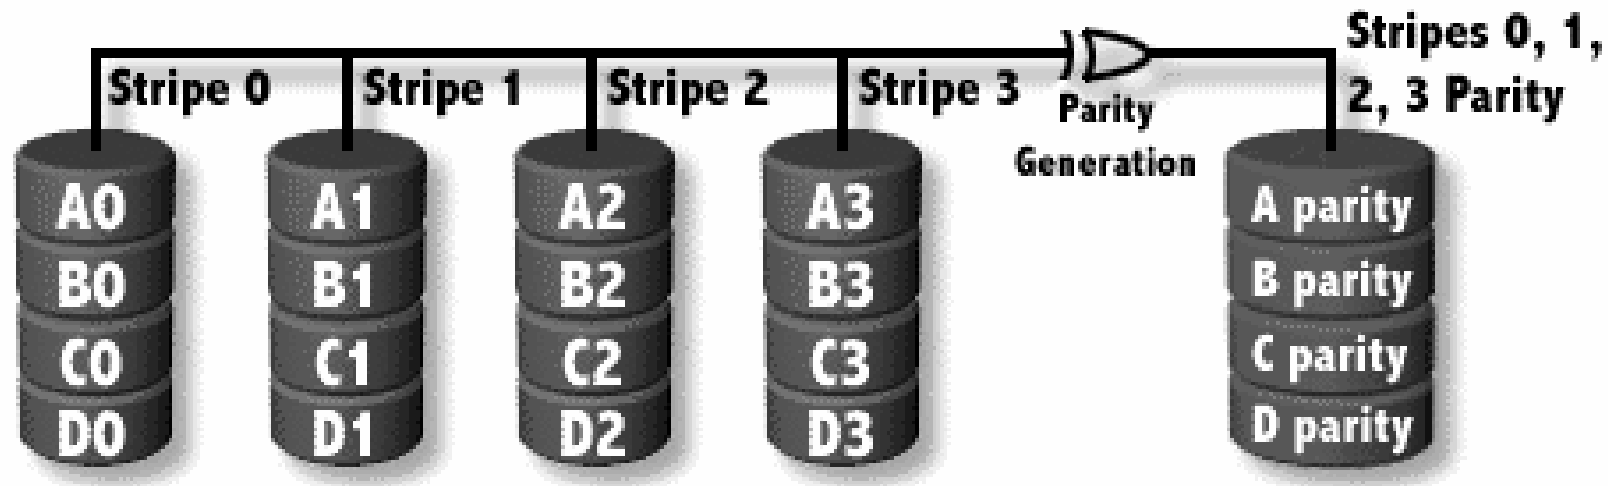 Stripe 0
Stripe 1
Stripe 2
Stripe 3
Parity
Generation
Stripes 0, 1,
2, 3 Parity
A0
B0
C0
D0
A1
B1
C1
D1
A2
B2
C2
D2
A3
B3
C3
D3
A parity
B parity
C parity
D parity